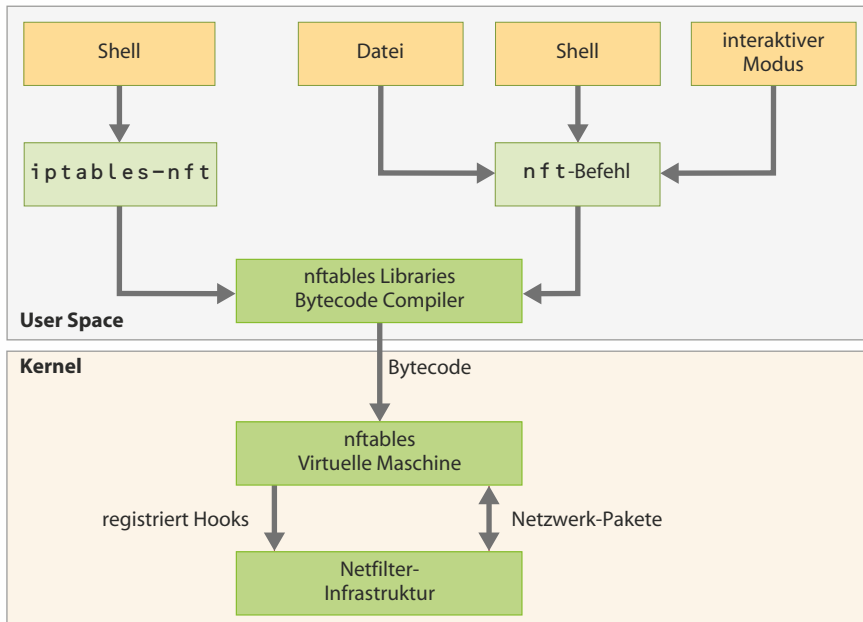 Shell
Datei
Shell
interaktiver
Modus
iptables-nft
nft-Befehl
nftables Libraries
Bytecode Compiler
User Space
Kernel
Bytecode
nftables
Virtuelle Maschine
registriert Hooks
Netzwerk-Pakete
Netfilter-
Infrastruktur